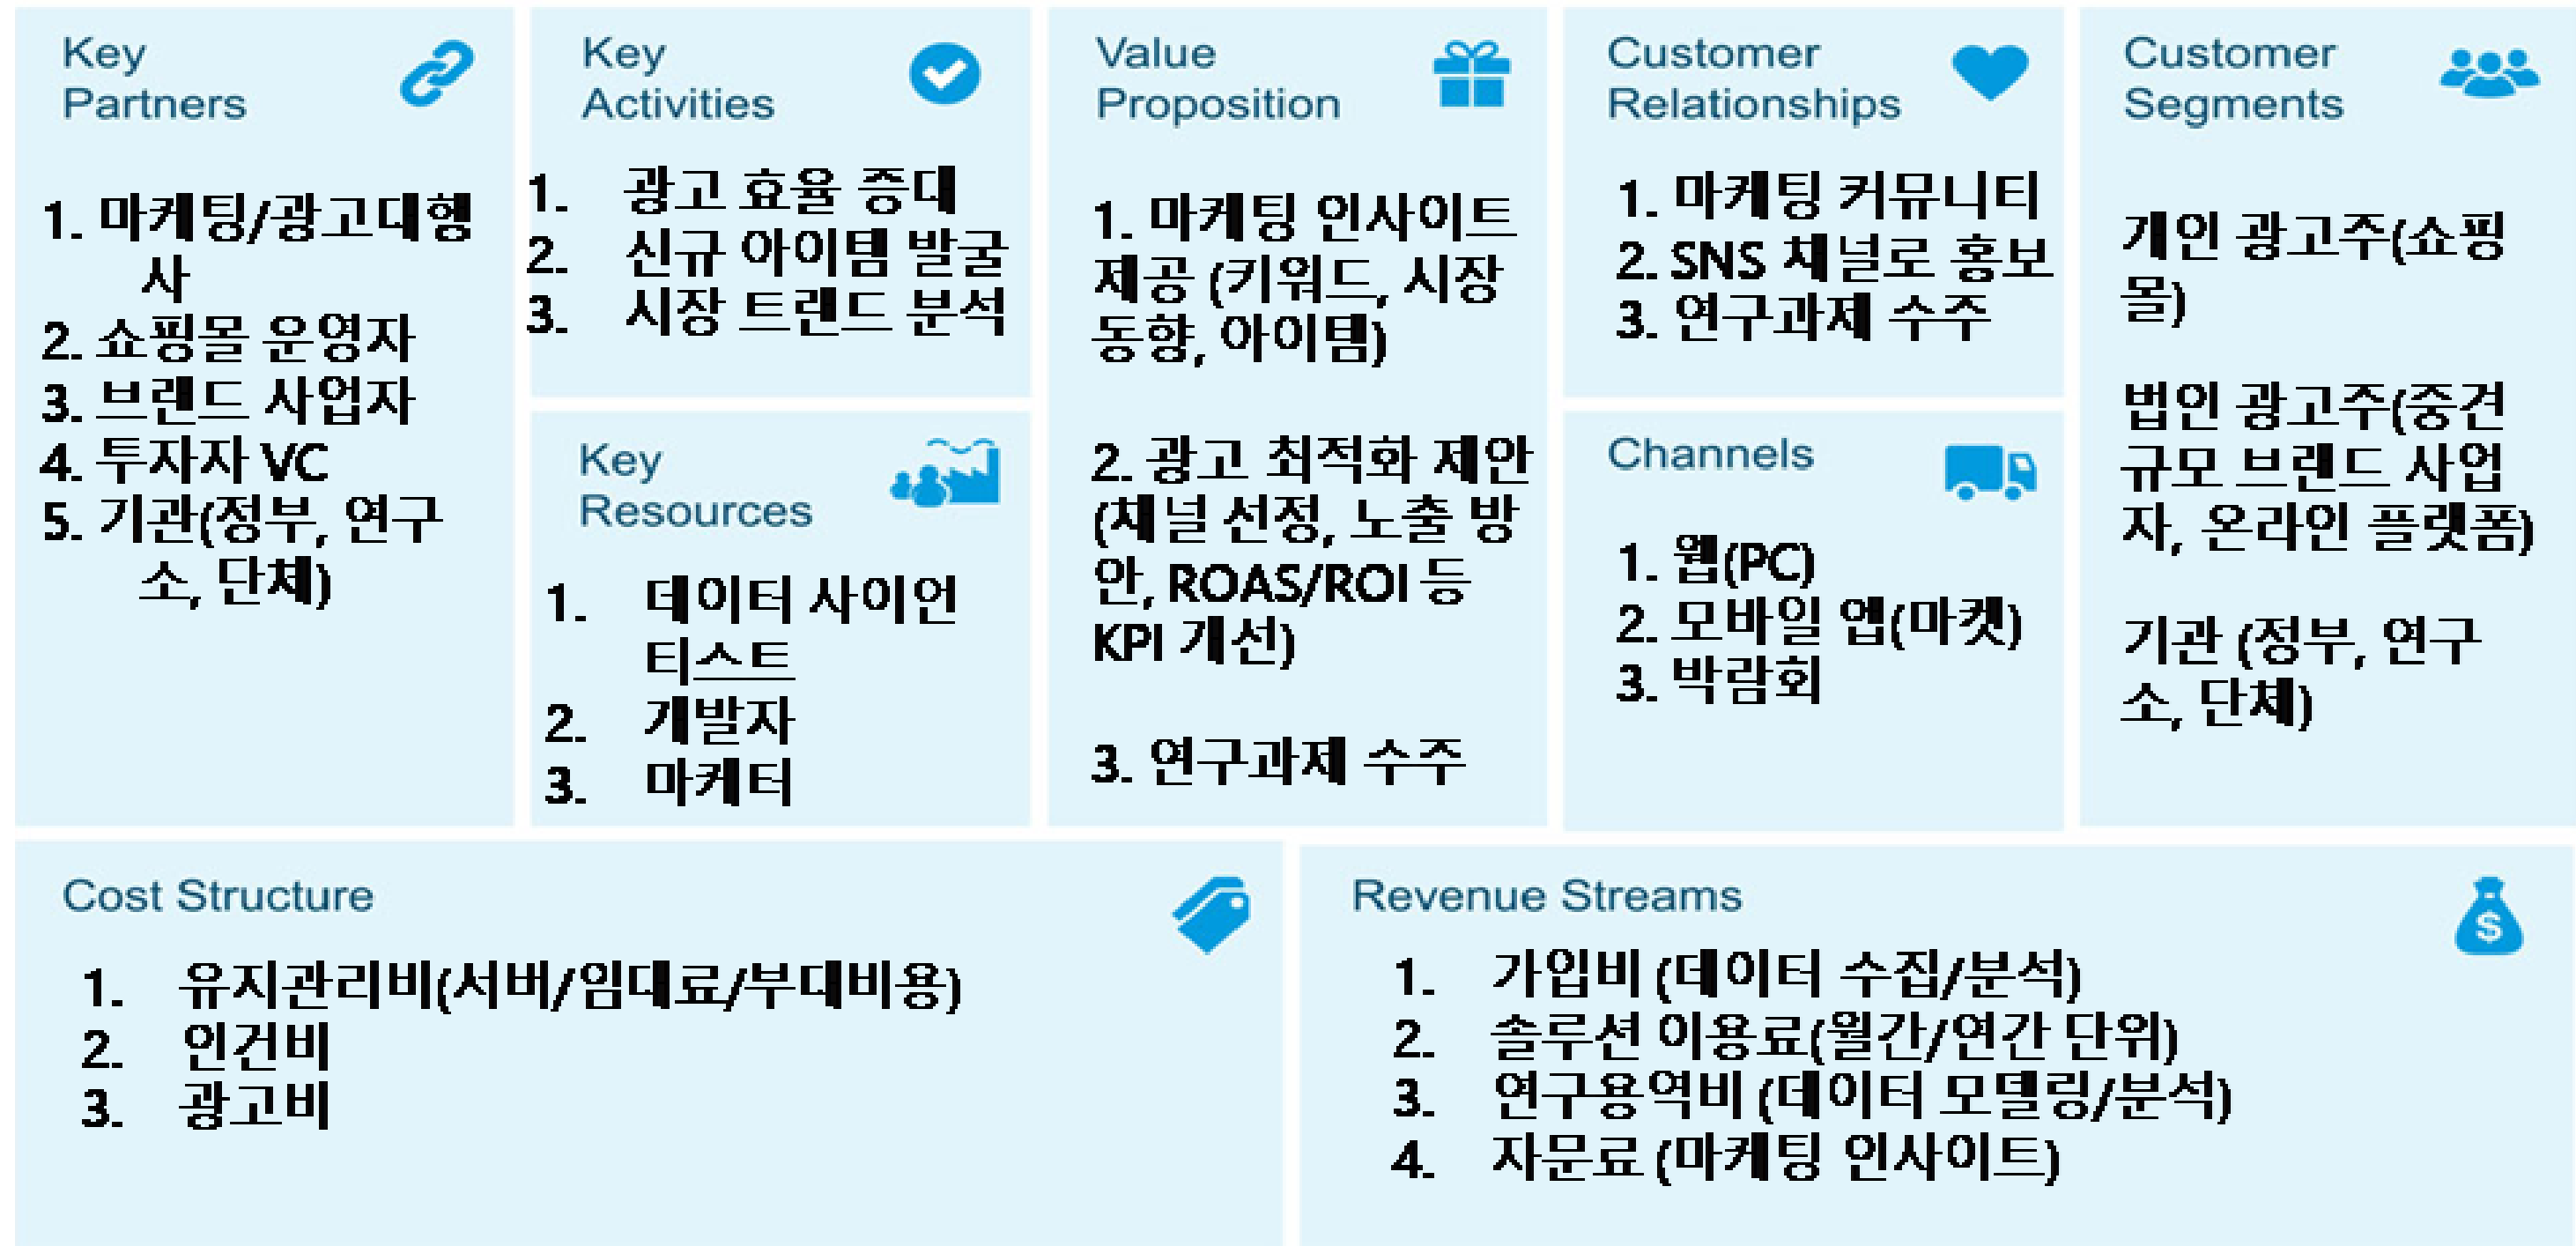 Key
Partners
1. 마케팅/광고대행
사
2. 쇼핑몰 운영자
3. 브랜드 사업자
4. 투자자 VC
5. 기관(정부, 연구
소, 단체)
Key
Activities
1. 광고 효율 증대
2. 신규 아이템 발굴
3. 시장 트랜드 분석
Key
Resources
1. 데이터 사이언
티스트
2. 개발자
3. 마케터
Value
Proposition
1. 마케팅 인사이트
제공 (키워드, 시장
동향, 아이템)
2. 광고 최적화 제안
(채널 선정, 노출 방
안, ROAS/ROI 등
KPI 개선)
3. 연구과제 수주
Customer
Relationships
1. 마케팅 커뮤니티
2. SNS 채널로 홍보
3. 연구과제 수주
Channels
1. 웹(PC)
2. 모바일 앱(마켓)
3. 박람회
Customer
Segments
개인 광고주(쇼핑
몰)
법인 광고주(중견
규모 브랜드 사업
자, 온라인 플랫폼)
기관 (정부, 연구
소, 단체)
Cost Structure
1. 유지관리비(서버/임대료/부대비용)
2. 인건비
3. 광고비
Revenue Streams
$
1. 가입비 (데이터 수집/분석)
2. 솔루션 이용료(월간/연간 단위)
3. 연구용역비 (데이터 모델링/분석)
4. 자문료 (마케팅 인사이트)